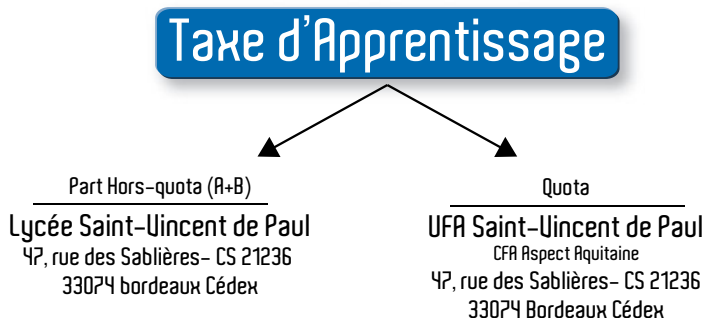 Taxe d'Apprentissage
Part Hors-quota (A+B)
Lycée Saint-Vincent de Paul
47, rue des Sablières- CS 21236
33074 bordeaux Cédex
Quota
UFA Saint-Vincent de Paul
CFA Aspect Aquitaine
47, rue des Sablières- CS 21236
33074 Bordeaux Cédex